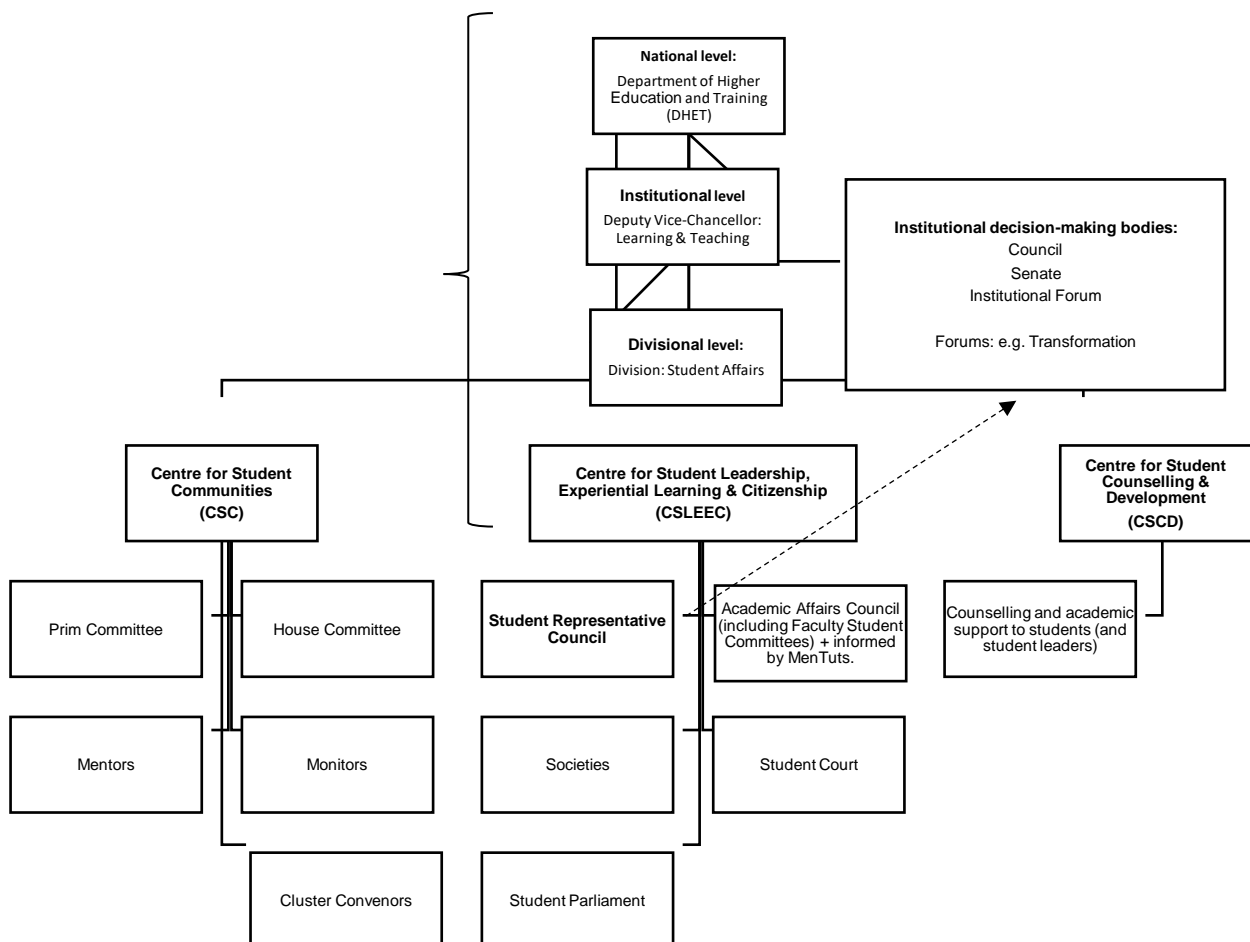 National level:
Department of Higher
Education and Training
(DHET)
Institutional level
Deputy Vice-Chancellor:
Learning & Teaching
Institutional decision-making bodies:
Council
Senate
Institutional Forum
Forums: e.g. Transformation
Divisional level:
Division: Student Affairs
Centre for Student
Communities
(CSC)
Centre for Student Leadership,
Experiential Learning & Citizenship
(CSLEEC)
Centre for Student
Counselling &
Development
(CSCD)
Prim Committee
House Committee
Student Representative
Council
Academic Affairs Council
(including Faculty Student
Committees) + informed
by MenTuts.
Counselling and academic
support to students (and
student leaders)
Mentors
Monitors
Societies
Student Court
Cluster Convenors
Student Parliament